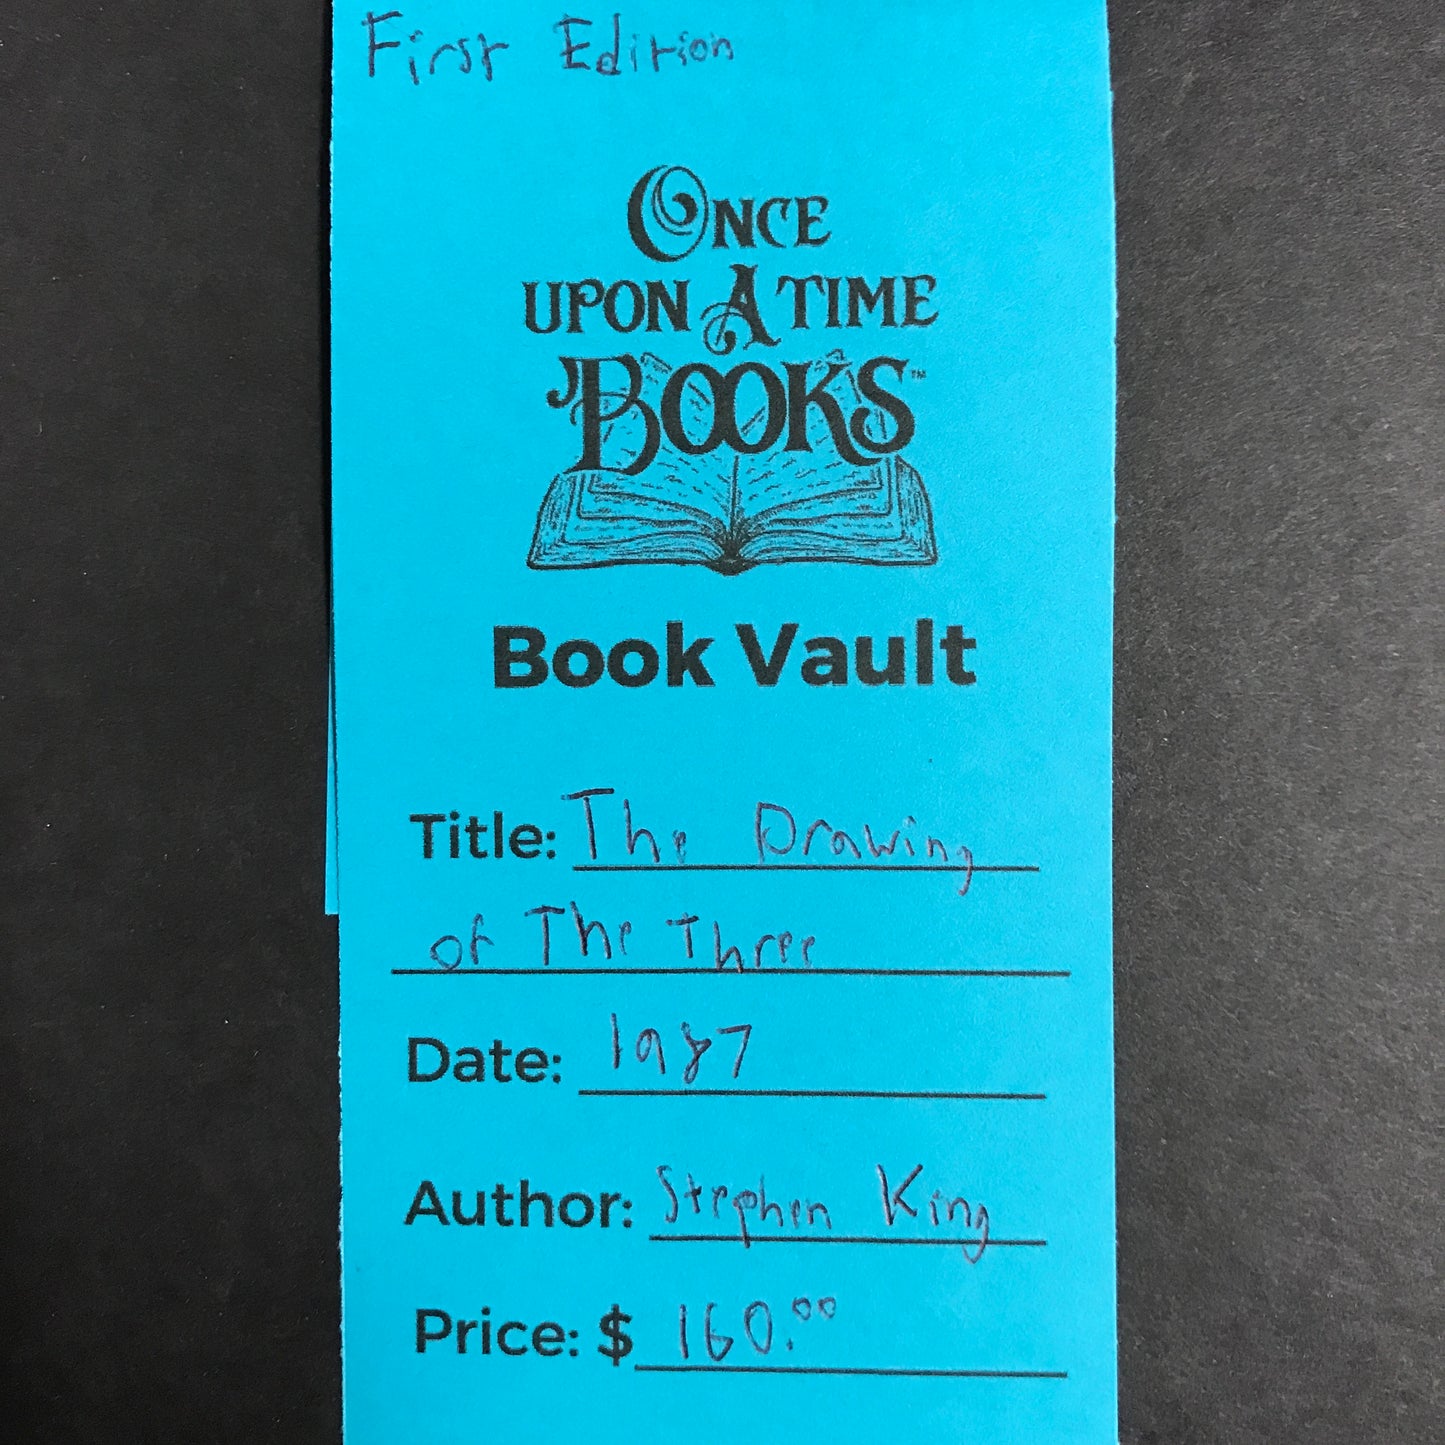 First Edition
ONCE
UPON A TIME
BOOKS™
Book Vault
Title: The Drawing
of The Three
Date: 1987
Author: Stephen King
Price: $ 160.00